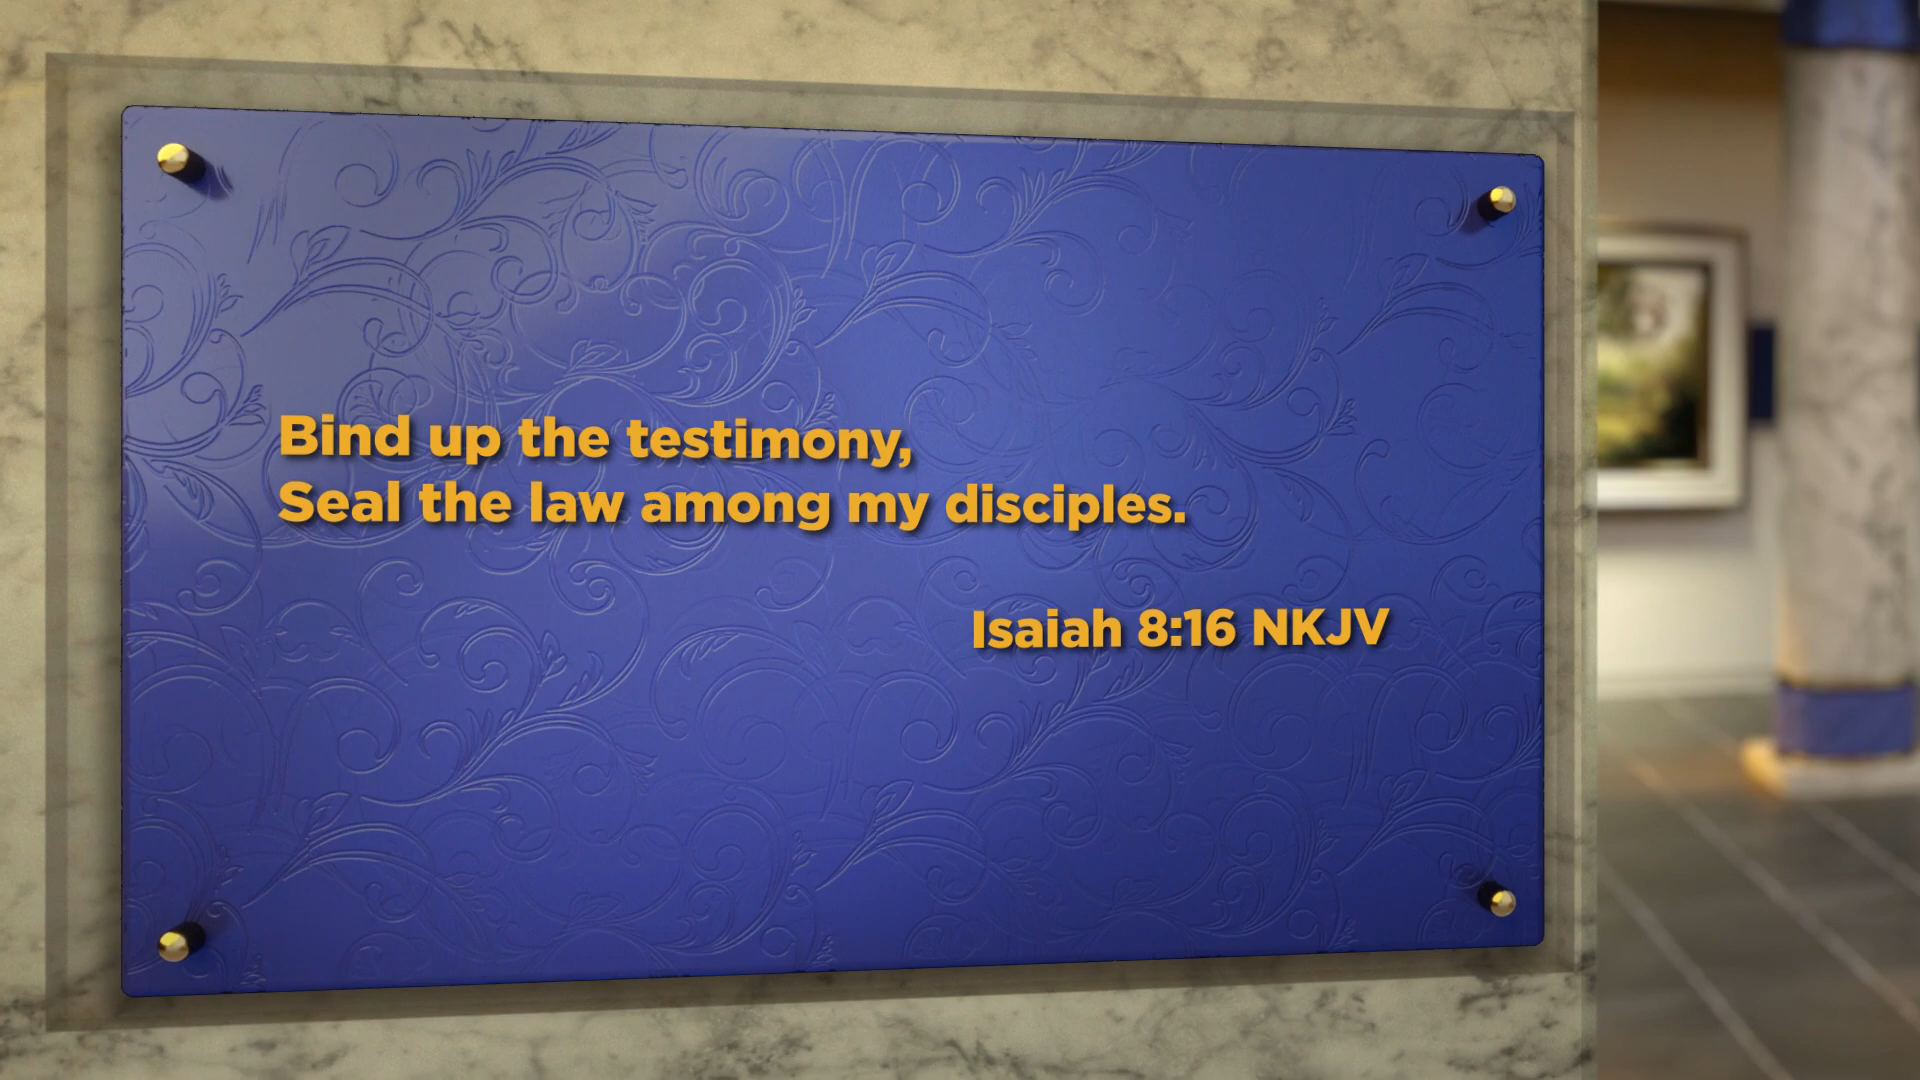 Bind up the testimony,
Seal the law among my disciples.
Isaiah 8:16 NKJV